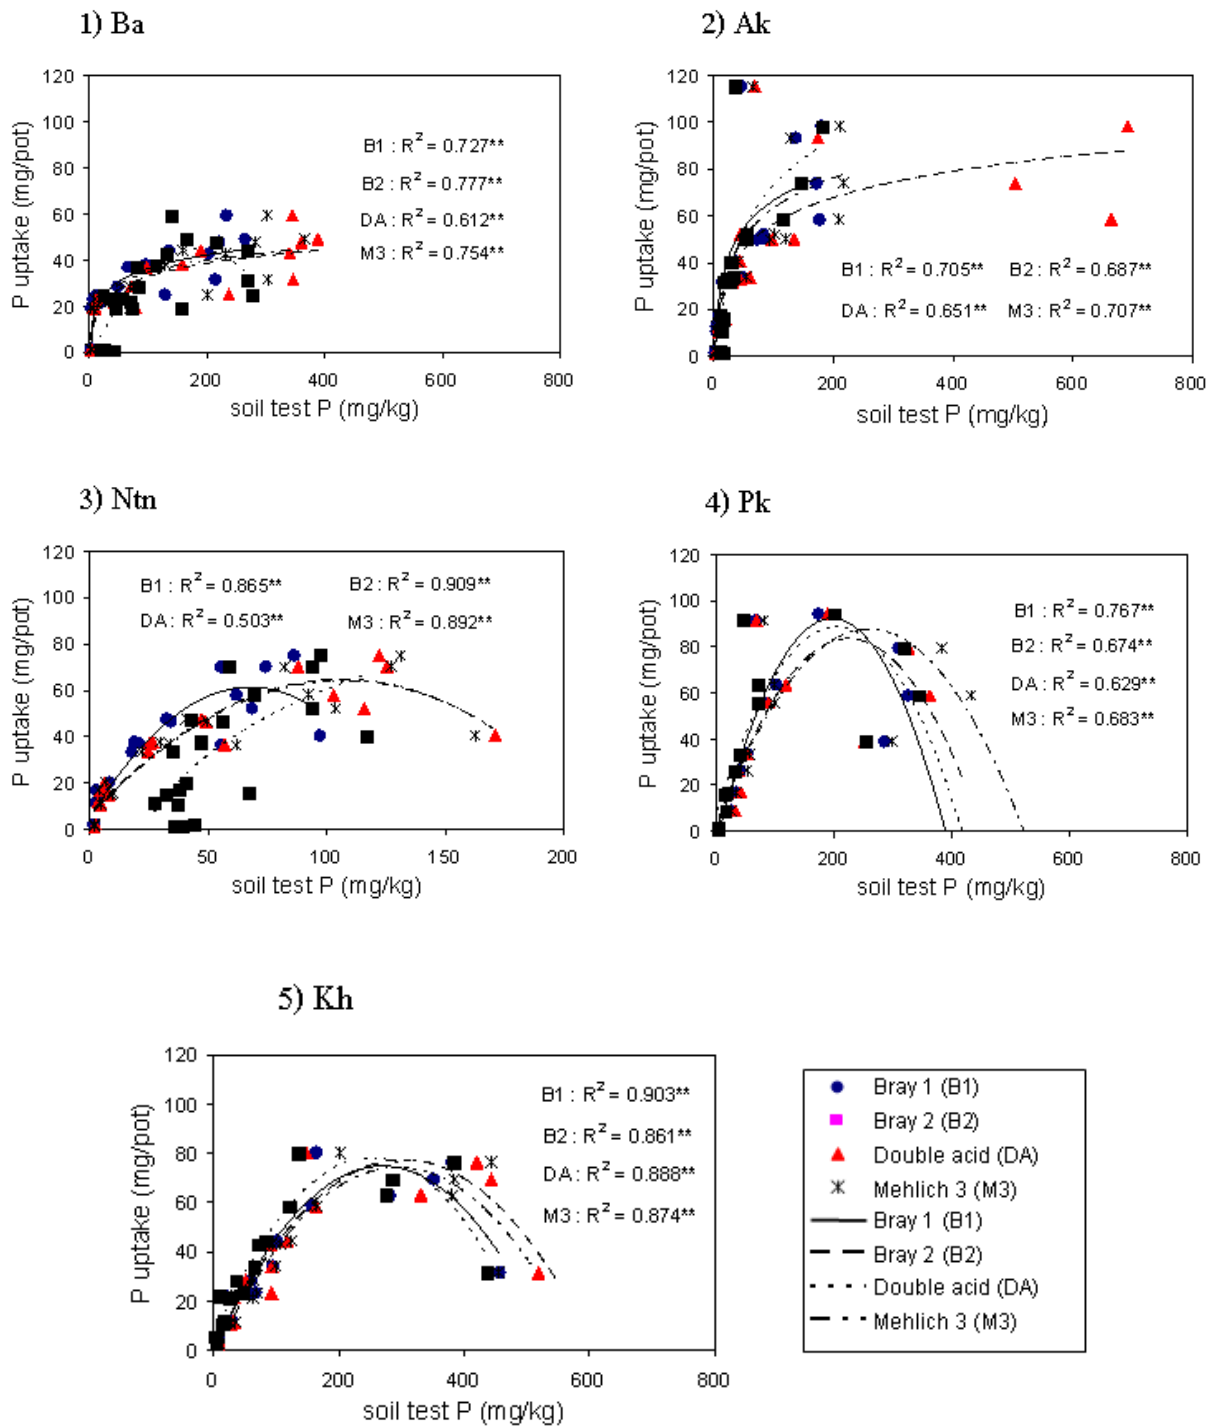 1) Ba
2) Ak
120
100
80
60
40
20
0
P uptake (mg/pot)
B1 : R² = 0.727**
B2 : R² = 0.777**
DA : R² = 0.612**
M3 : R² = 0.754**
0 200 400 600 800
soil test P (mg/kg)
120
100
80
60
40
20
0
P uptake (mg/pot)
B1 : R² = 0.705** B2 : R² = 0.687**
DA : R² = 0.651** M3 : R² = 0.707**
0 200 400 600 800
soil test P (mg/kg)
3) Ntn
4) Pk
120
100
80
60
40
20
0
P uptake (mg/pot)
B1 : R² = 0.865** B2 : R² = 0.909**
DA : R² = 0.503** M3 : R² = 0.892**
0 50 100 150 200
soil test P (mg/kg)
120
100
80
60
40
20
0
P uptake (mg/pot)
B1 : R² = 0.767**
B2 : R² = 0.674**
DA : R² = 0.629**
M3 : R² = 0.683**
0 200 400 600 800
soil test P (mg/kg)
5) Kh
120
100
80
60
40
20
0
P uptake (mg/pot)
B1 : R² = 0.903**
B2 : R² = 0.861**
DA : R² = 0.888**
M3 : R² = 0.874**
0 200 400 600 800
soil test P (mg/kg)
Bray 1 (B1)
Bray 2 (B2)
Double acid (DA)
Mehlich 3 (M3)
Bray 1 (B1)
Bray 2 (B2)
Double acid (DA)
Mehlich 3 (M3)